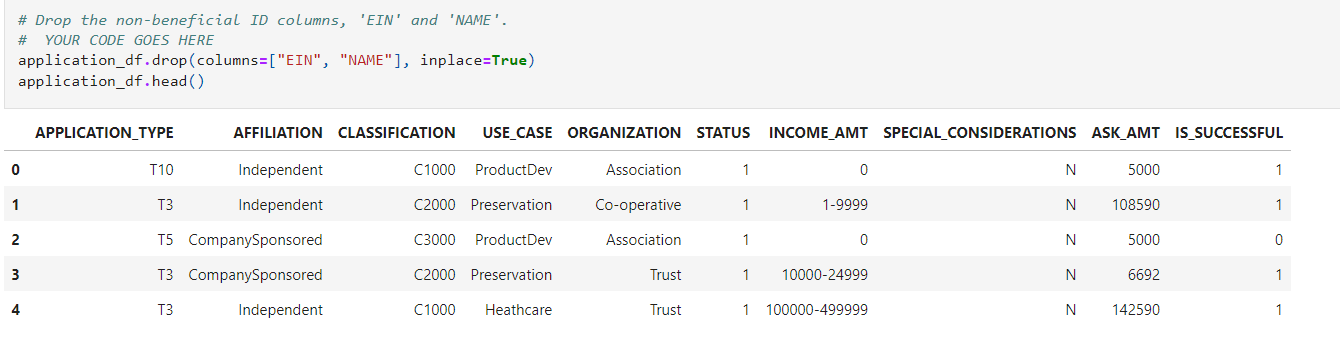 # Drop the non-beneficial ID columns, 'EIN' and 'NAME'.
#  YOUR CODE GOES HERE
application_df.drop(columns=["EIN", "NAME"], inplace=True)
application_df.head()
APPLICATION_TYPE AFFILIATION CLASSIFICATION USE_CASE ORGANIZATION STATUS INCOME_AMT SPECIAL_CONSIDERATIONS ASK_AMT IS_SUCCESSFUL
0 T10 Independent C1000 ProductDev Association 1 0 N 5000 1
1 T3 Independent C2000 Preservation Co-operative 1 1-9999 N 108590 1
2 T5 CompanySponsored C3000 ProductDev Association 1 0 N 5000 0
3 T3 CompanySponsored C2000 Preservation Trust 1 10000-24999 N 6692 1
4 T3 Independent C1000 Heathcare Trust 1 100000-499999 N 142590 1